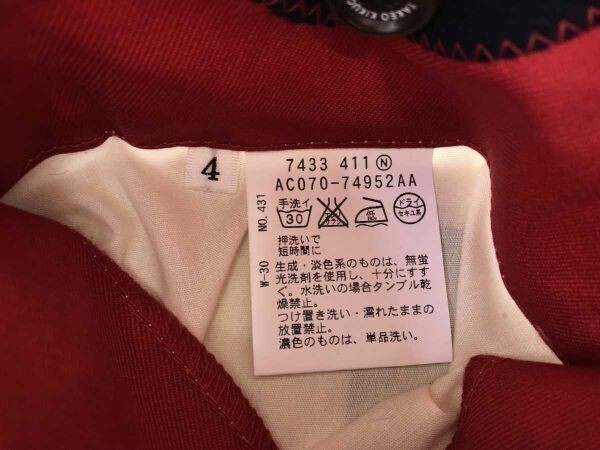 TAKEO KIKUC
4
7433 411 Ⓝ
AC070-74952AA
手洗イ
30
低
ドライ
セキユ系
押洗いで
短時間に
生成・淡色系のものは、無蛍
光洗剤を使用し、十分にすす
ぐ。水洗いの場合タンブル乾
燥禁止。
つけ置き洗い・濡れたままの
放置禁止。
濃色のものは、単品洗い。
W-30 NO.431